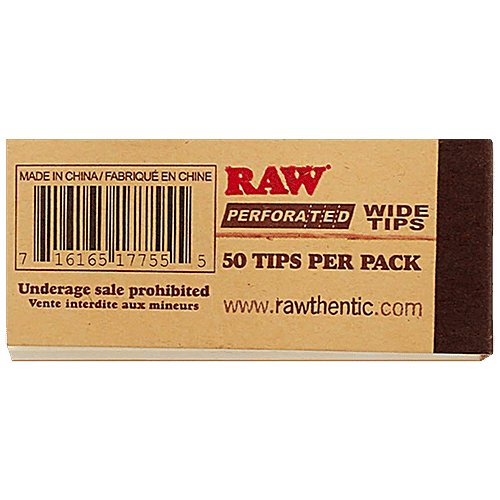 MADE IN CHINA/FABRIQUÉ EN CHINE
7 16165 17755 5
Underage sale prohibited
Vente interdite aux mineurs
RAW®
PERFORATED WIDE TIPS
50 TIPS PER PACK
www.rawthentic.com